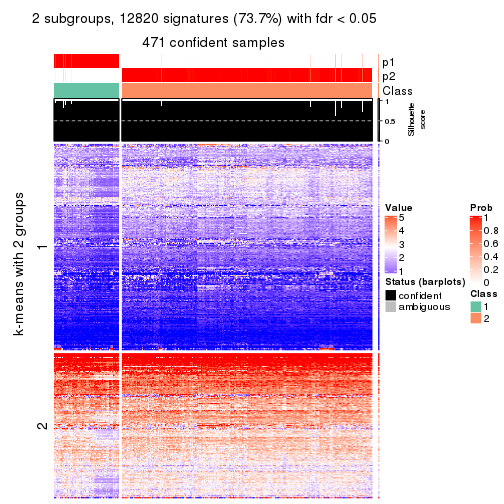 2 subgroups, 12820 signatures (73.7%) with fdr < 0.05
471 confident samples
p1
p2
Class
1
0.5
0
Silhouette
score
k-means with 2 groups
1
2
Value
5
4
3
2
1
Prob
1
0.8
0.6
0.4
0.2
0
Status (barplots)
confident
ambiguous
Class
1
2